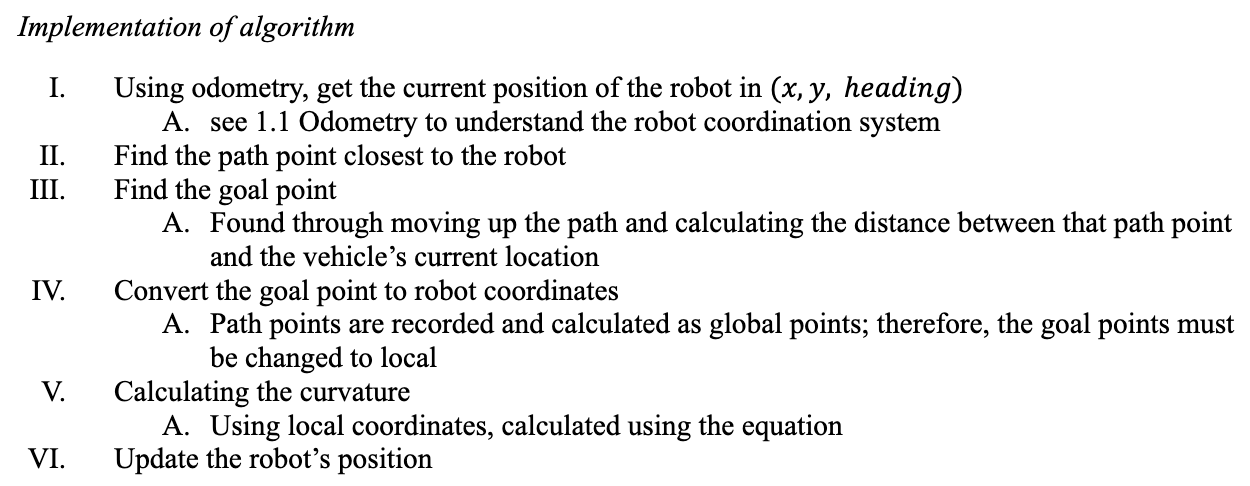 Implementation of algorithm
I. Using odometry, get the current position of the robot in (x, y, heading)
A. see 1.1 Odometry to understand the robot coordination system
II. Find the path point closest to the robot
III. Find the goal point
A. Found through moving up the path and calculating the distance between that path point
and the vehicle’s current location
IV. Convert the goal point to robot coordinates
A. Path points are recorded and calculated as global points; therefore, the goal points must
be changed to local
V. Calculating the curvature
A. Using local coordinates, calculated using the equation
VI. Update the robot’s position